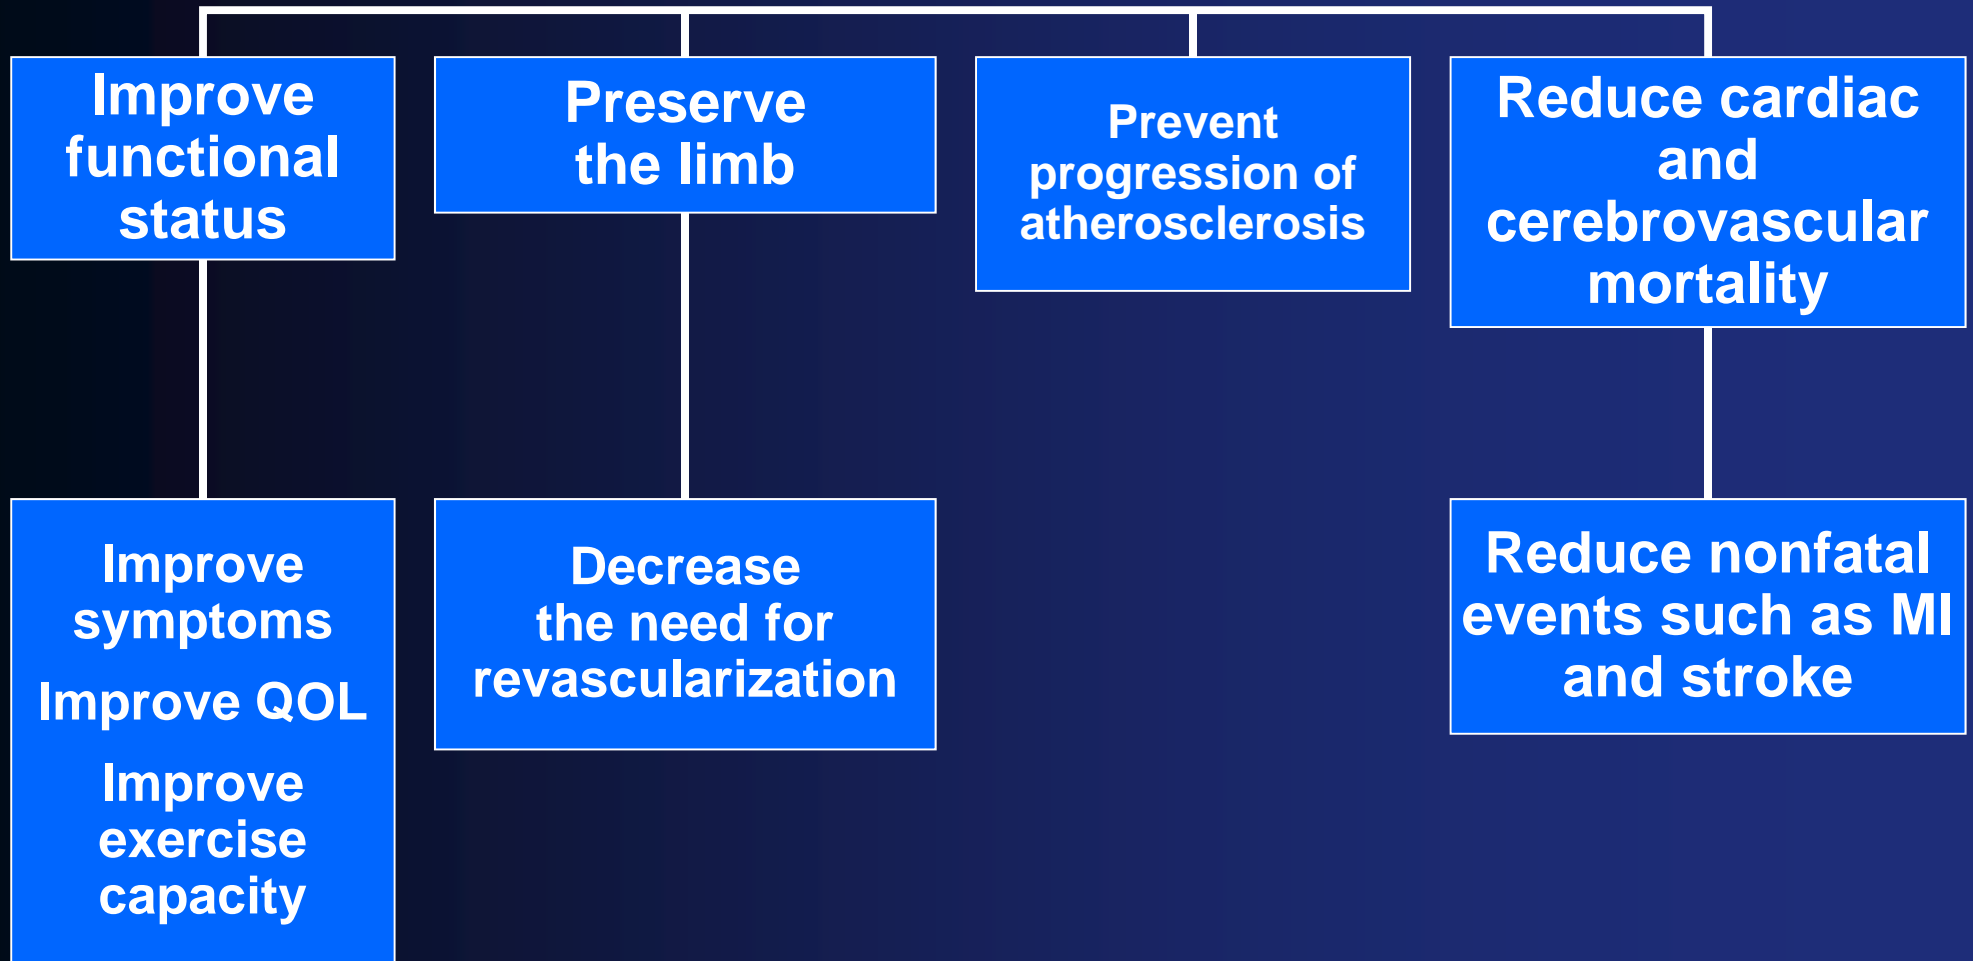 Improve
functional
status
Preserve
the limb
Prevent
progression of
atherosclerosis
Reduce cardiac
and
cerebrovascular
mortality
Improve
symptoms
Improve QOL
Improve
exercise
capacity
Decrease
the need for
revascularization
Reduce nonfatal
events such as MI
and stroke